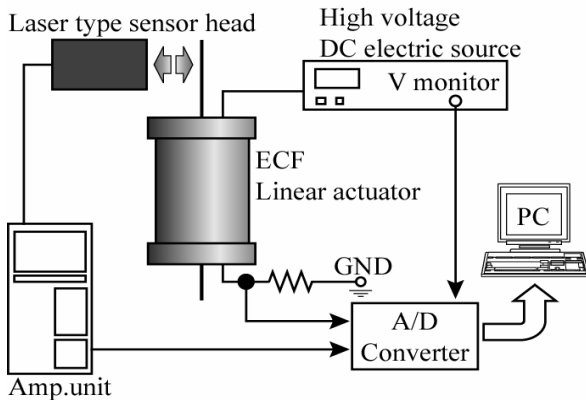 Laser type sensor head
High voltage
DC electric source
V monitor
ECF
Linear actuator
PC
GND
A/D
Converter
Amp.unit